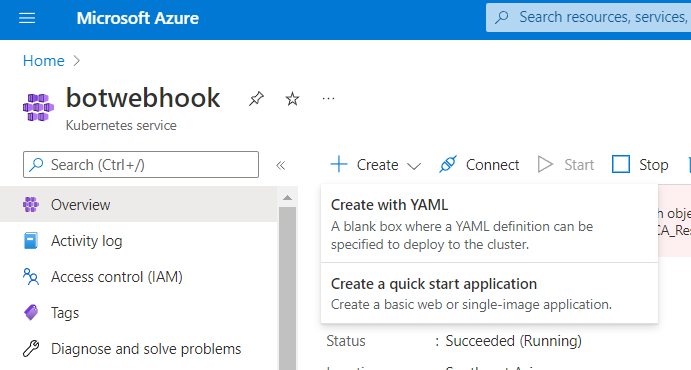 Microsoft Azure
Search resources, services,
Home
botwebhook
Kubernetes service
Search (Ctrl+/)
Create
Connect
Start
Stop
Overview
Activity log
Access control (IAM)
Tags
Diagnose and solve problems
Create with YAML
A blank box where a YAML definition can be
specified to deploy to the cluster.
Create a quick start application
Create a basic web or single-image application.
Status : Succeeded (Running)